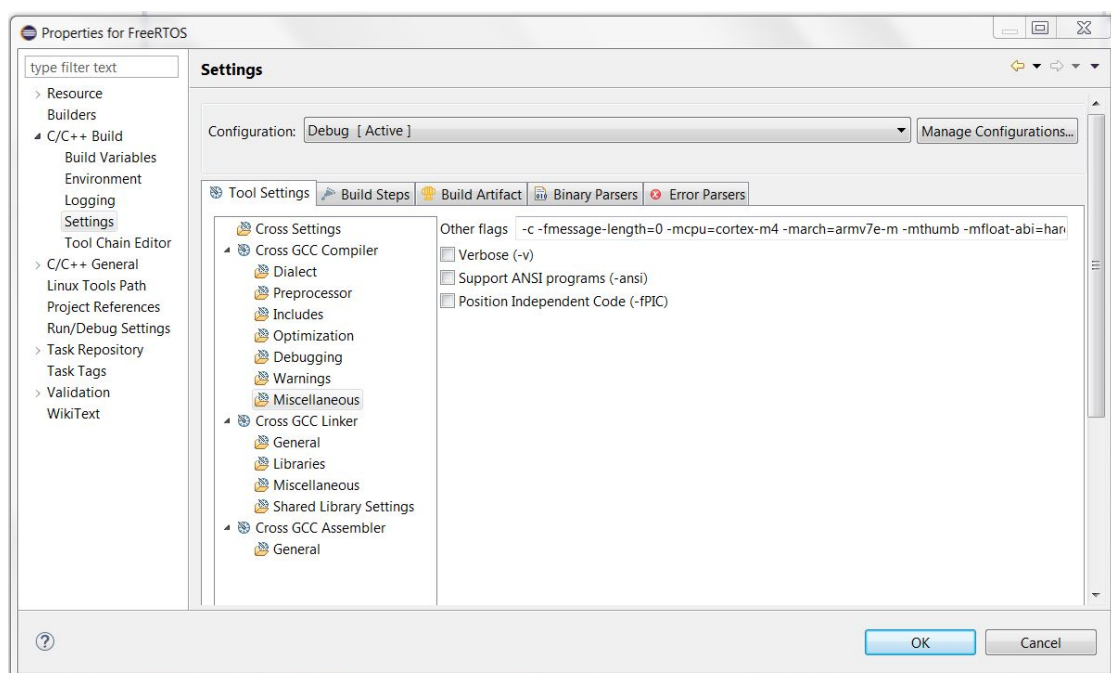 Properties for FreeRTOS
type filter text
Resource
Builders
C/C++ Build
Build Variables
Environment
Logging
Settings
Tool Chain Editor
C/C++ General
Linux Tools Path
Project References
Run/Debug Settings
Task Repository
Task Tags
Validation
WikiText
Settings
Configuration: Debug [ Active ] Manage Configurations...
Tool Settings Build Steps Build Artifact Binary Parsers Error Parsers
Cross Settings
Cross GCC Compiler
Dialect
Preprocessor
Includes
Optimization
Debugging
Warnings
Miscellaneous
Cross GCC Linker
General
Libraries
Miscellaneous
Shared Library Settings
Cross GCC Assembler
General
Other flags -c -fmessage-length=0 -mcpu=cortex-m4 -march=armv7e-m -mthumb -mfloat-abi=har
Verbose (-v)
Support ANSI programs (-ansi)
Position Independent Code (-fPIC)
OK Cancel